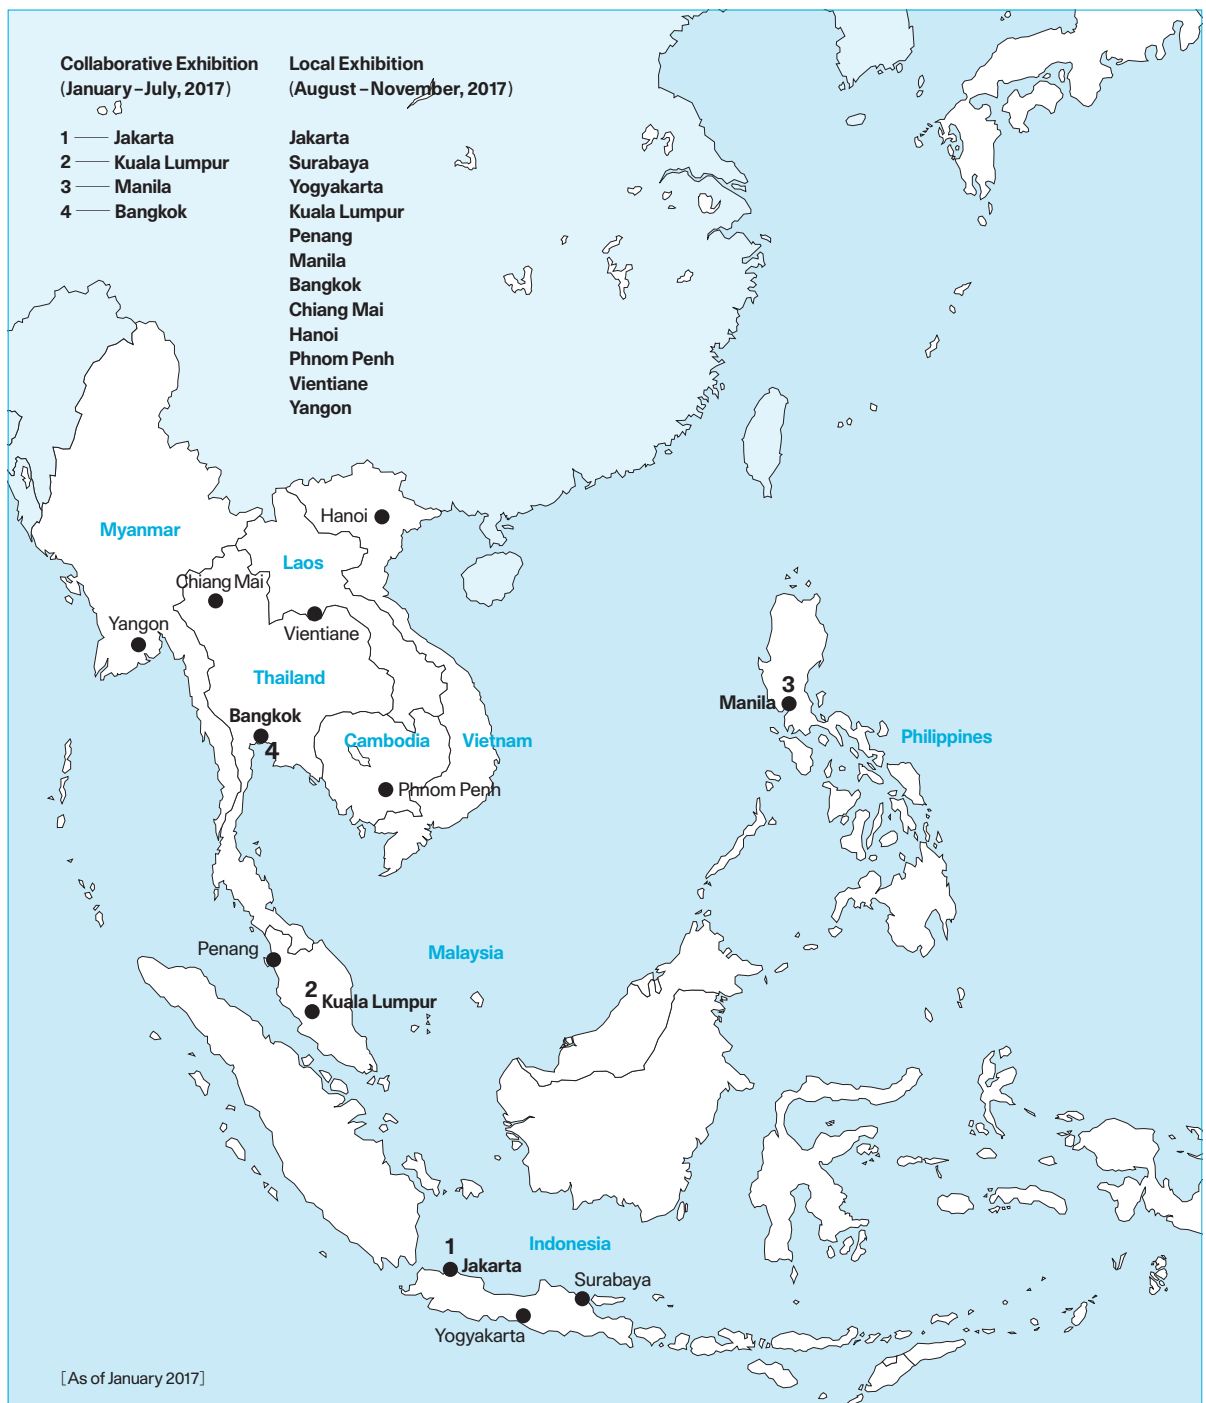 Collaborative Exhibition
(January–July, 2017)
1 — Jakarta
2 — Kuala Lumpur
3 — Manila
4 — Bangkok
Local Exhibition
(August–November, 2017)
Jakarta
Surabaya
Yogyakarta
Kuala Lumpur
Penang
Manila
Bangkok
Chiang Mai
Hanoi
Phnom Penh
Vientiane
Yangon
Hanoi
Myanmar
Laos
Chiang Mai
Yangon
Vientiane
Thailand
3
Manila
Bangkok
4
Cambodia
Vietnam
Philippines
Phnom Penh
Penang
Malaysia
2
Kuala Lumpur
Indonesia
1
Jakarta
Surabaya
Yogyakarta
[As of January 2017]